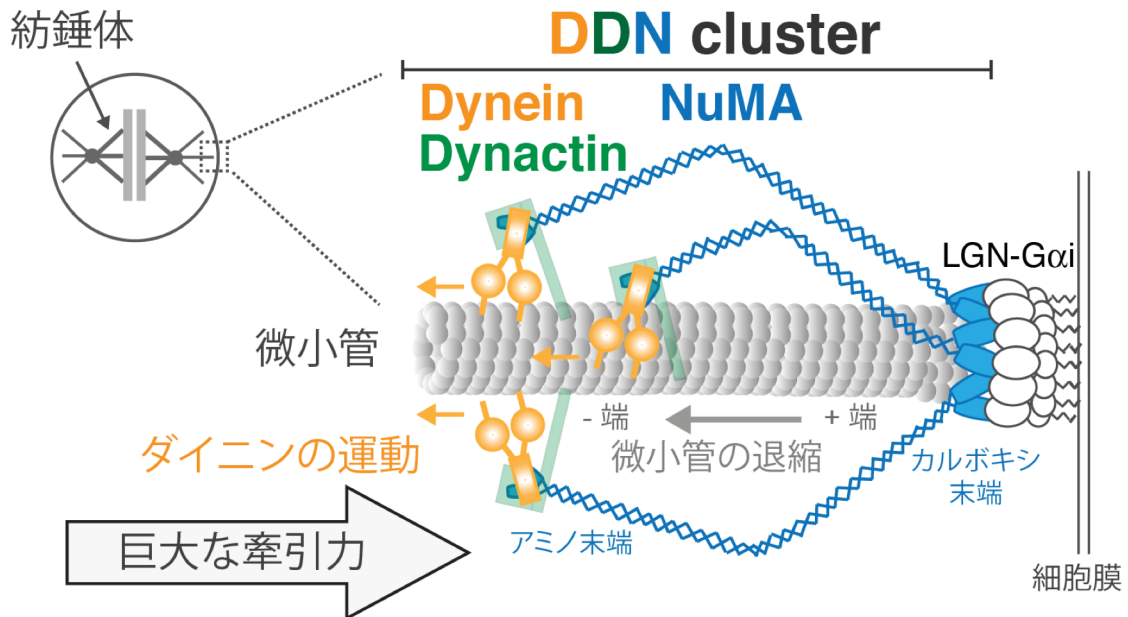 紡錘体
DDN cluster
Dynein
NuMA
Dynactin
LGN-Gαi
微小管
- 端
+ 端
微小管の退縮
ダイニンの運動
カルボキシ
末端
アミノ末端
巨大な牽引力
細胞膜